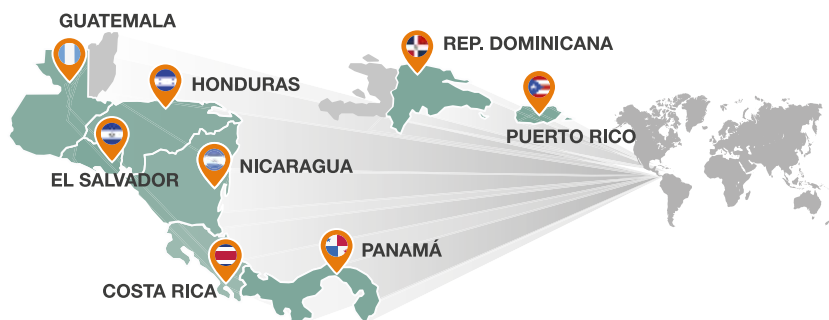 GUATEMALA
REP. DOMINICANA
HONDURAS
PUERTO RICO
NICARAGUA
EL SALVADOR
PANAMÁ
COSTA RICA